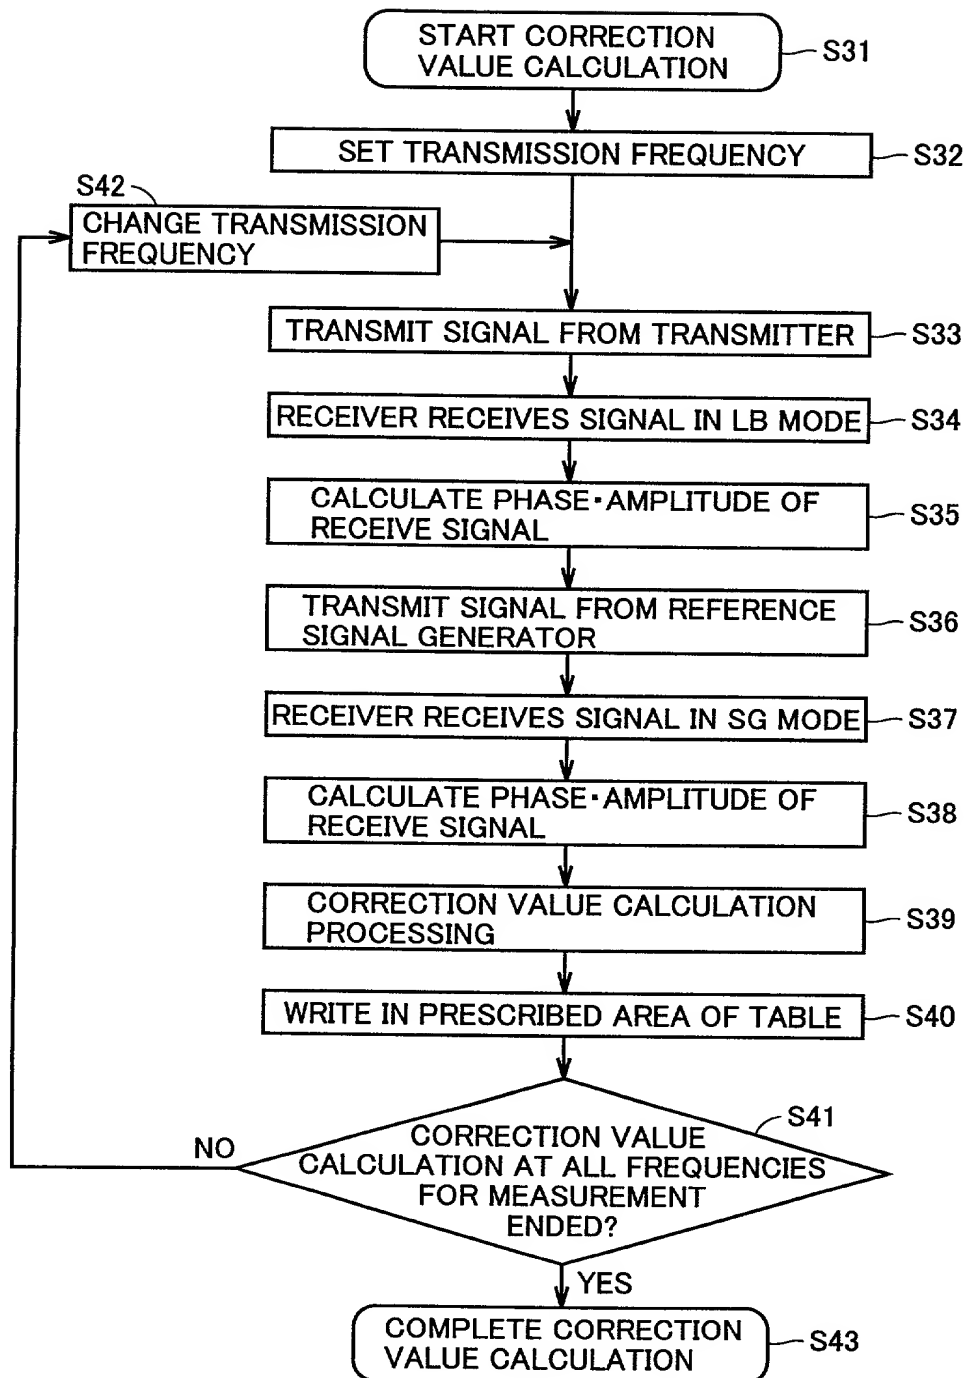 START CORRECTION
VALUE CALCULATION
S31
SET TRANSMISSION FREQUENCY
S32
S42
CHANGE TRANSMISSION
FREQUENCY
TRANSMIT SIGNAL FROM TRANSMITTER
S33
RECEIVER RECEIVES SIGNAL IN LB MODE
S34
CALCULATE PHASE・AMPLITUDE OF
RECEIVE SIGNAL
S35
TRANSMIT SIGNAL FROM REFERENCE
SIGNAL GENERATOR
S36
RECEIVER RECEIVES SIGNAL IN SG MODE
S37
CALCULATE PHASE・AMPLITUDE OF
RECEIVE SIGNAL
S38
CORRECTION VALUE CALCULATION
PROCESSING
S39
WRITE IN PRESCRIBED AREA OF TABLE
S40
S41
CORRECTION VALUE
CALCULATION AT ALL FREQUENCIES
FOR MEASUREMENT
ENDED?
NO
YES
COMPLETE CORRECTION
VALUE CALCULATION
S43